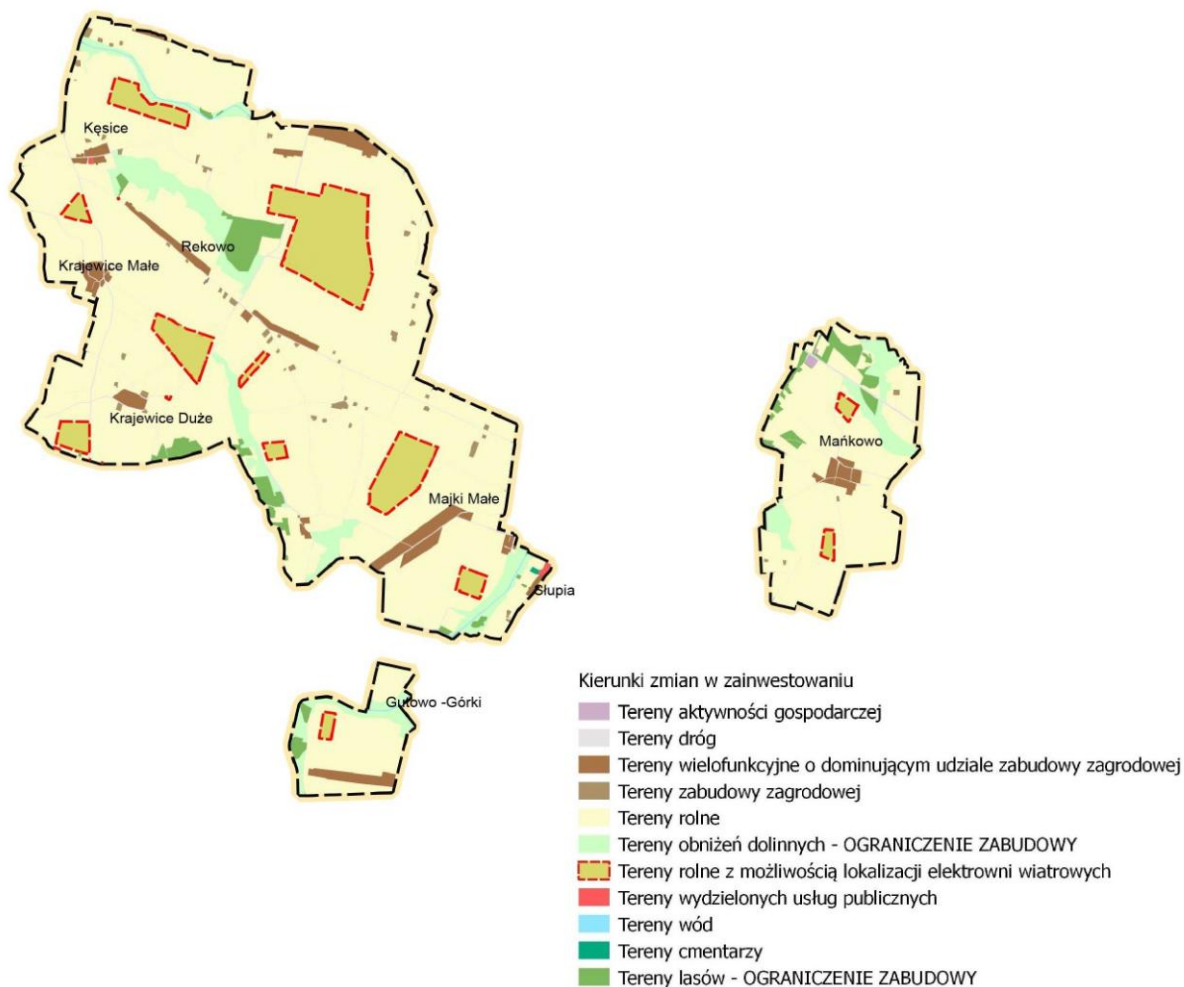 Kęsice
Krajewice Małe
Rekowo
Krajewice Duże
Majki Małe
Słupia
Mańkowo
Gutowo -Górki
Kierunki zmian w zainwestowaniu
Tereny aktywności gospodarczej
Tereny dróg
Tereny wielofunkcyjne o dominującym udziale zabudowy zagrodowej
Tereny zabudowy zagrodowej
Tereny rolne
Tereny obniżeń dolinnych - OGRANICZENIE ZABUDOWY
Tereny rolne z możliwością lokalizacji elektrowni wiatrowych
Tereny wydzielonych usług publicznych
Tereny wód
Tereny cmentarzy
Tereny lasów - OGRANICZENIE ZABUDOWY